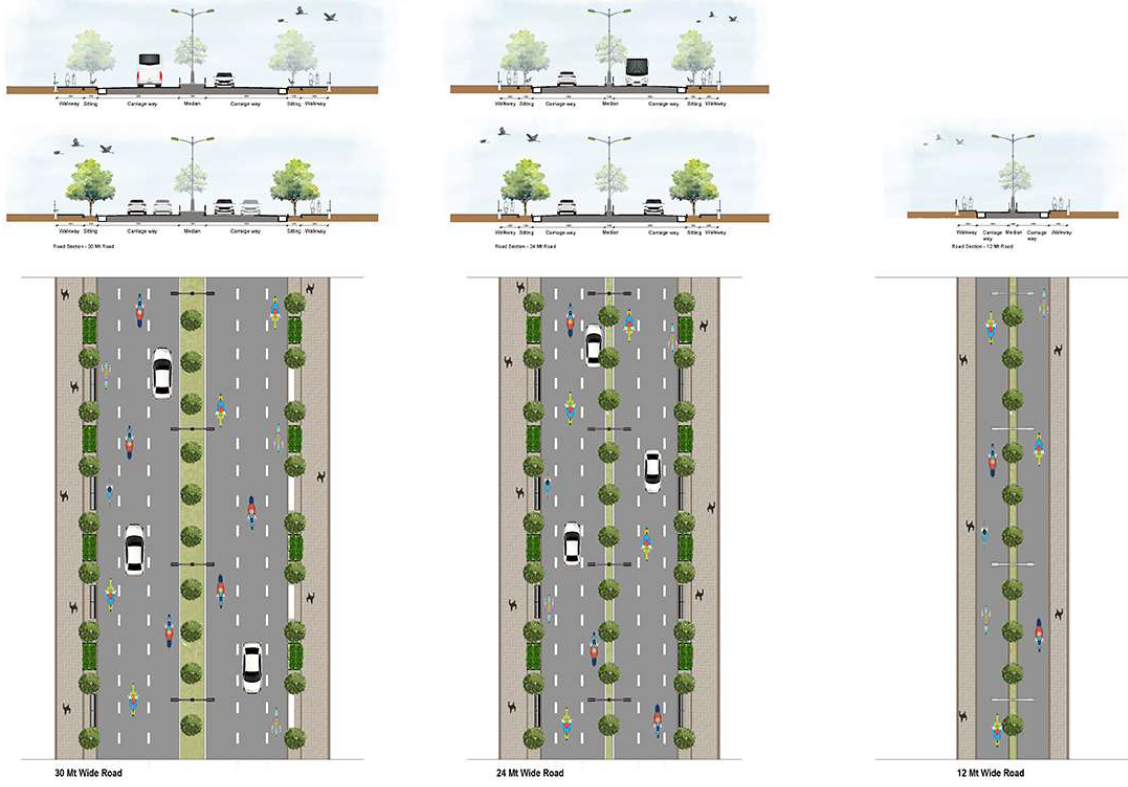 Walkway Sitting Carriage way Median Carriage way Sitting Walkway
Walkway Sitting Carriage way Median Carriage way Sitting Walkway
Walkway Sitting Carriage way Median Carriage way Sitting Walkway
Road Section - 30 Mt Road
Walkway Sitting Carriage way Median Carriage way Sitting Walkway
Road Section - 24 Mt Road
Walkway Carriage way Median Carriage way Walkway
Road Section - 12 Mt Road
30 Mt Wide Road
24 Mt Wide Road
12 Mt Wide Road